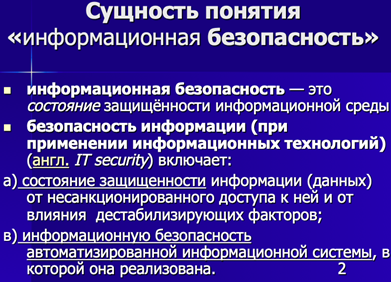 Сущность понятия
«информационная безопасность»
информационная безопасность — это
состояние защищённости информационной среды
безопасность информации (при
применении информационных технологий)
(англ. IT security) включает:
а) состояние защищенности информации (данных)
от несанкционированного доступа к ней и от
влияния дестабилизирующих факторов;
в) информационную безопасность
автоматизированной информационной системы, в
которой она реализована. 2